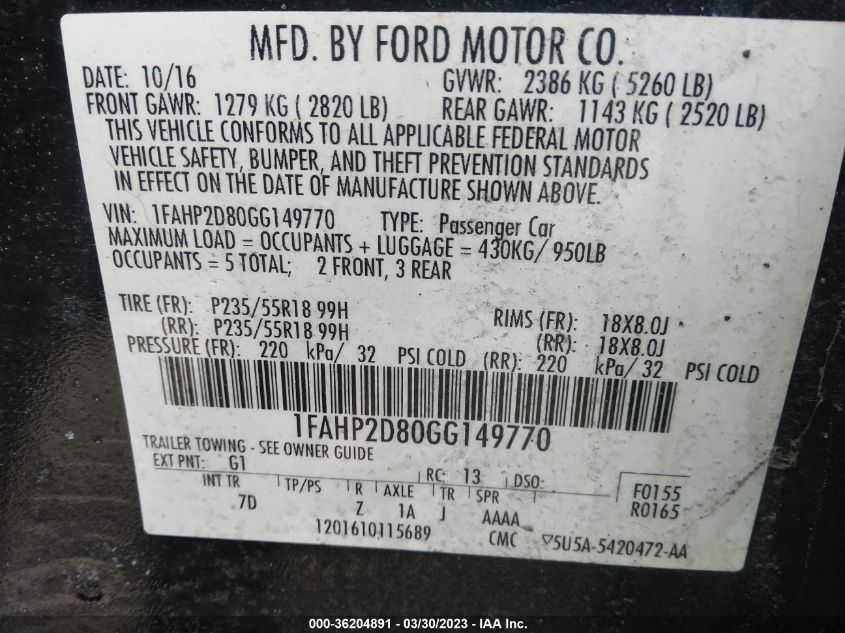 MFD. BY FORD MOTOR CO.
DATE: 10/16 GVWR: 2386 KG ( 5260 LB)
FRONT GAWR: 1279 KG ( 2820 LB) REAR GAWR: 1143 KG ( 2520 LB)
THIS VEHICLE CONFORMS TO ALL APPLICABLE FEDERAL MOTOR
VEHICLE SAFETY, BUMPER, AND THEFT PREVENTION STANDARDS
IN EFFECT ON THE DATE OF MANUFACTURE SHOWN ABOVE.
VIN: 1FAHP2D80GG149770 TYPE: Passenger Car
MAXIMUM LOAD = OCCUPANTS + LUGGAGE = 430KG/ 950LB
OCCUPANTS = 5 TOTAL; 2 FRONT, 3 REAR
TIRE (FR): P235/55R18 99H RIMS (FR): 18X8.0J
(RR): P235/55R18 99H (RR): 18X8.0J
PRESSURE (FR): 220 kPa/ 32 PSI COLD (RR): 220 kPa/ 32 PSI COLD
1FAHP2D80GG149770
TRAILER TOWING - SEE OWNER GUIDE
EXT PNT: G1 RC: 13 DSO: F0155
INT TR TP/PS R AXLE TR SPR R0165
7D Z 1A J AAAA
1201610115689 CMC ▽5U5A-5420472-AA
000-36204891 - 03/30/2023 - IAA Inc.